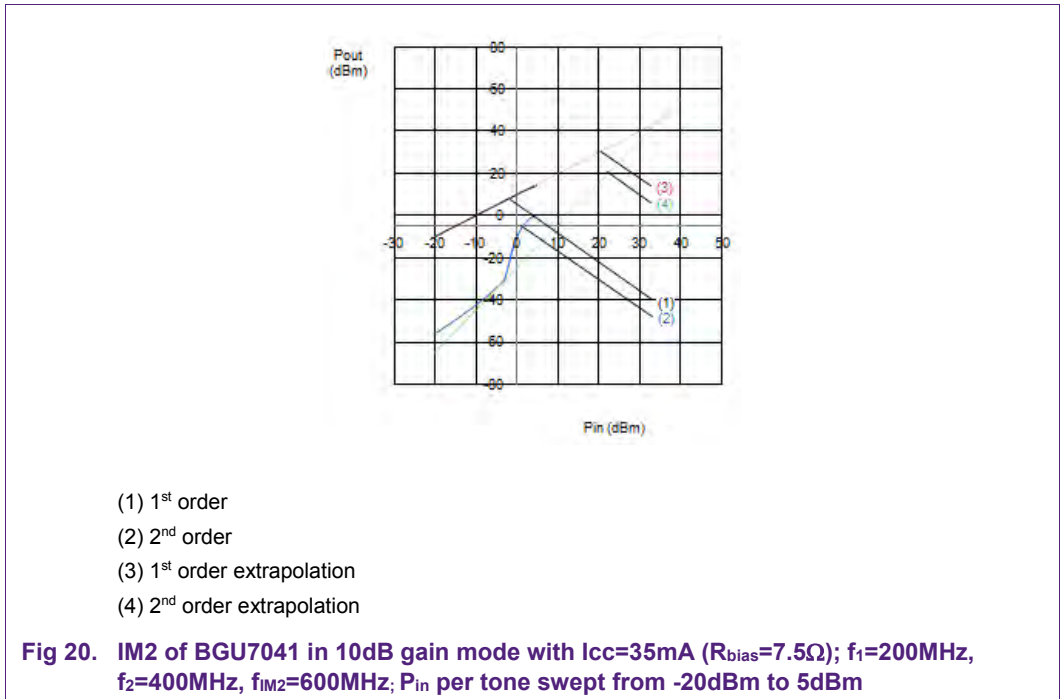 Pout
(dBm)
80
60
40
20
0
-30 -20 -10 0 10 20 30 40 50
-20
-40
-60
-80
(3)
(4)
(1)
(2)
Pin (dBm)
(1) 1st order
(2) 2nd order
(3) 1st order extrapolation
(4) 2nd order extrapolation
Fig 20. IM2 of BGU7041 in 10dB gain mode with Icc=35mA (Rbias=7.5Ω); f1=200MHz,
f2=400MHz, fIM2=600MHz; Pin per tone swept from -20dBm to 5dBm